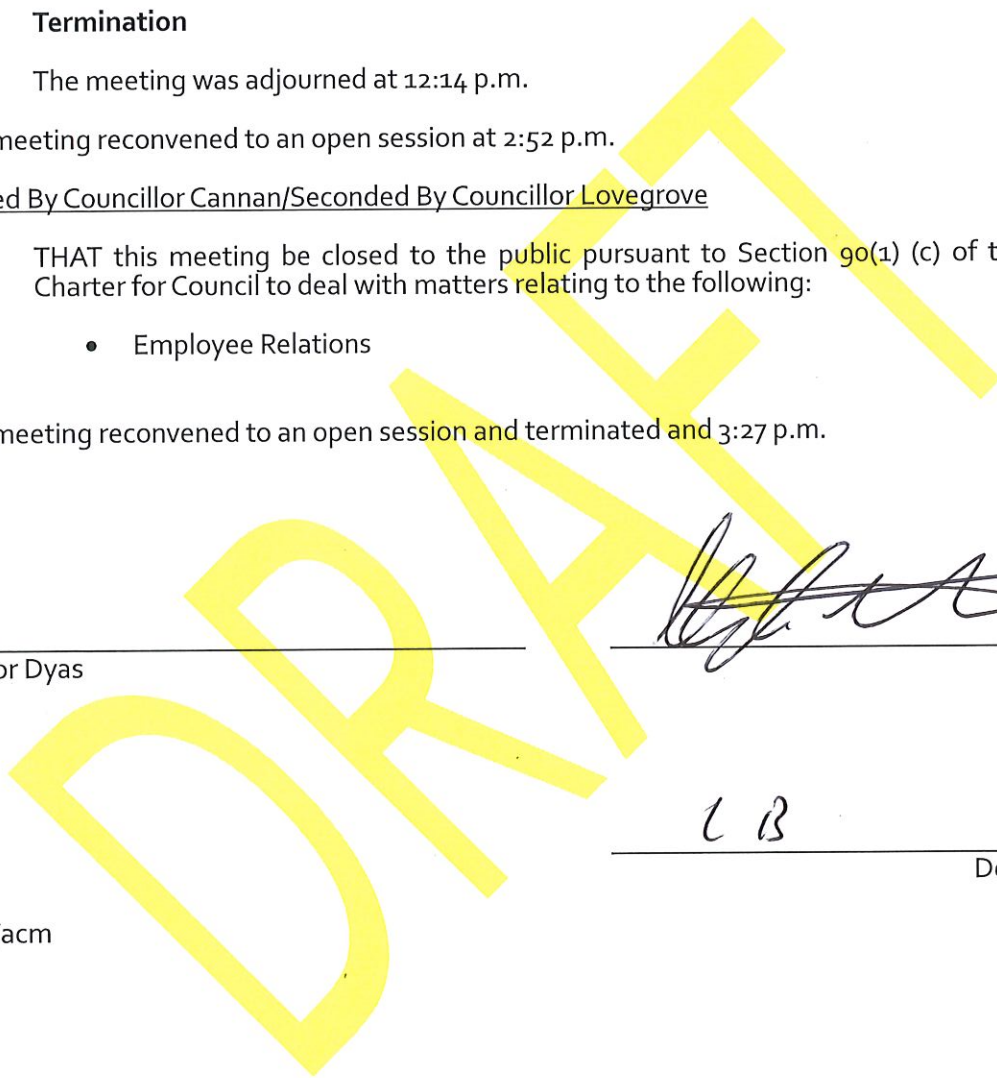 Termination
The meeting was adjourned at 12:14 p.m.
meeting reconvened to an open session at 2:52 p.m.
ed By Councillor Cannan/Seconded By Councillor Lovegrove
THAT this meeting be closed to the public pursuant to Section 90(1) (c) of t
Charter for Council to deal with matters relating to the following:
• Employee Relations
meeting reconvened to an open session and terminated and 3:27 p.m.
or Dyas
L B
De
acm
DRAFT